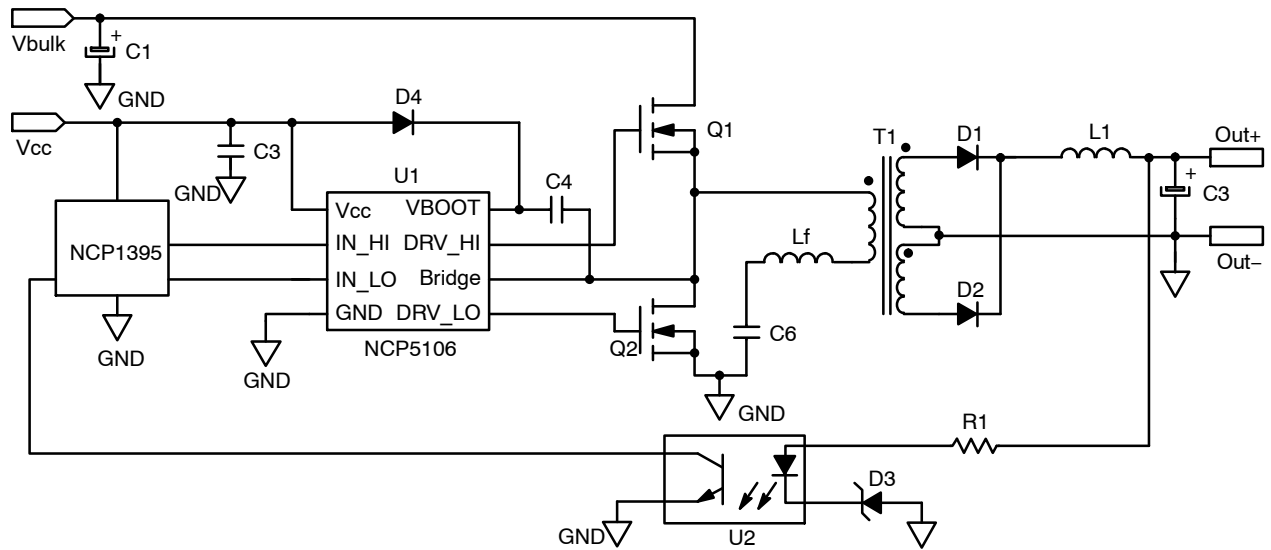 Vbulk
+
C1
GND
Vcc
D4
C3
GND
U1
C4
Q1
T1
D1
L1
Out+
+
C3
Out−
D2
Lf
NCP1395
Vcc
VBOOT
IN_HI
DRV_HI
IN_LO
Bridge
GND
DRV_LO
NCP5106
GND
GND
Q2
C6
GND
R1
D3
GND
U2